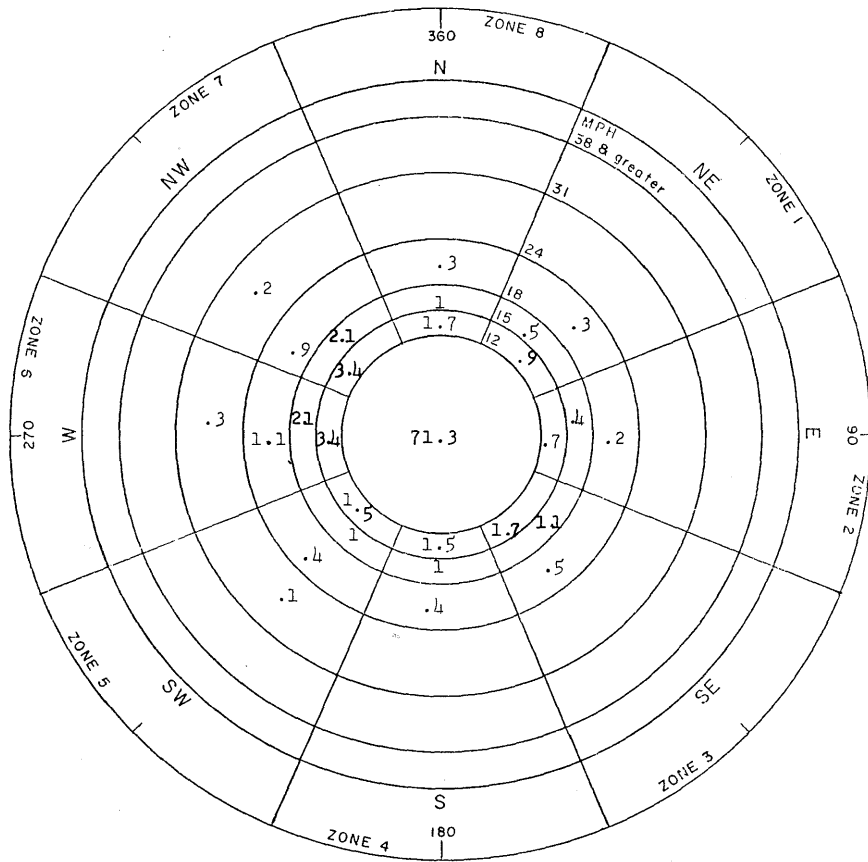 360
ZONE 8
N
ZONE 7
NW
MPH
38 & greater
NE
ZONE 1
31
24
18
15
12
.3
.2
1
1.7
.5
.3
.9
2.1
3.4
.9
ZONE 6
270
W
.3
1.1
2.1
3.4
71.3
.7
.4
.2
E
90
ZONE 2
1.5
1
.4
.1
1.5
1
.4
1.7
1.1
.5
ZONE 5
SW
SE
ZONE 3
S
ZONE 4
180